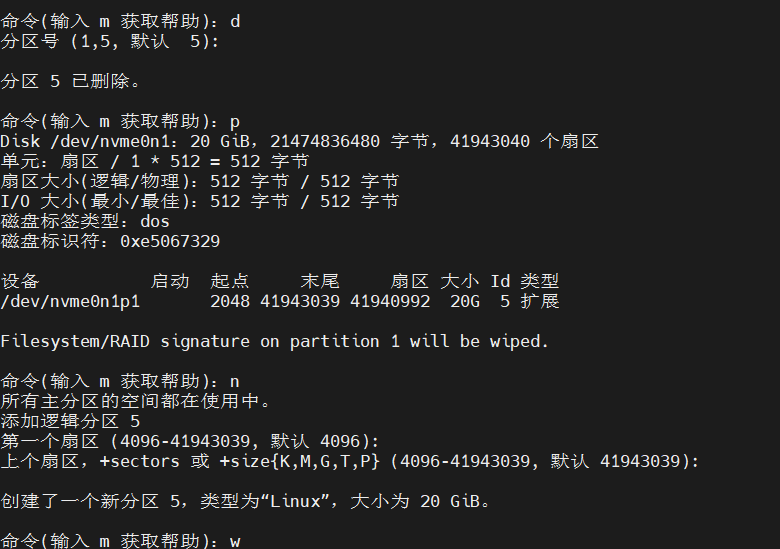 命令(输入 m 获取帮助)：d
分区号 (1,5, 默认  5):
分区 5 已删除。
命令(输入 m 获取帮助)：p
Disk /dev/nvme0n1：20 GiB，21474836480 字节，41943040 个扇区
单元：扇区 / 1 * 512 = 512 字节
扇区大小(逻辑/物理)：512 字节 / 512 字节
I/O 大小(最小/最佳)：512 字节 / 512 字节
磁盘标签类型：dos
磁盘标识符：0xe5067329
设备           启动  起点     末尾     扇区 大小 Id 类型
/dev/nvme0n1p1       2048 41943039 41940992  20G  5 扩展
Filesystem/RAID signature on partition 1 will be wiped.
命令(输入 m 获取帮助)：n
所有主分区的空间都在使用中。
添加逻辑分区 5
第一个扇区 (4096-41943039, 默认 4096):
上个扇区，+sectors 或 +size{K,M,G,T,P} (4096-41943039, 默认 41943039):
创建了一个新分区 5，类型为“Linux”，大小为 20 GiB。
命令(输入 m 获取帮助)：w